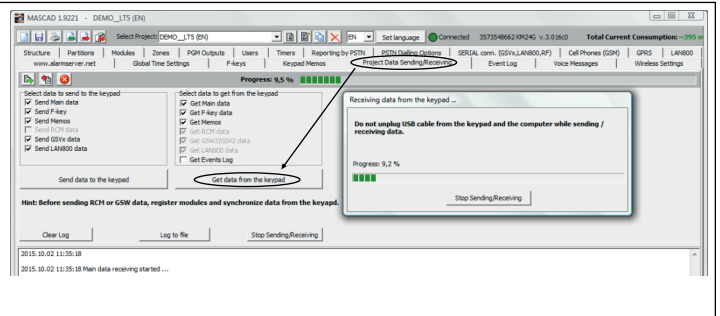 MASCAD 1.9221 - DEMO__LT5 (EN)
Select Project: DEMO__LT5 (EN) EN Set language Connected 3573548662 KM24G v.3.016c0 Total Current Consumption: ~395 m
Structure Partitions Modules Zones PGM Outputs Users Timers Reporting by PSTN PSTN Dialing Options SERIAL conn. (GSVx,LAN800,RF) Cell Phones (GSM) GPRS LAN800
www.alarmserver.net Global Time Settings F-keys Keypad Memos Project Data Sending/Receiving Event Log Voice Messages Wireless Settings
Progress: 9,5 %
Select data to send to the keypad
Send Main data
Send F-key
Send Memos
Send RCM data
Send GSVx data
Send LAN800 data
Send data to the keypad
Select data to get from the keypad
Get Main data
Get F-key data
Get Memos
Get RCM data
Get GSW2/GSV2 data
Get LAN800 data
Get Events Log
Get data from the keypad
Receiving data from the keypad ...
Do not unplug USB cable from the keypad and the computer while sending /
receiving data.
Progress: 9,2 %
Stop Sending/Receiving
Hint: Before sending RCM or GSW data, register modules and synchronize data from the keyapd.
Clear Log Log to file Stop Sending/Receiving
2015.10.02 11:35:18
2015.10.02 11:35:18 Main data receiving started ...